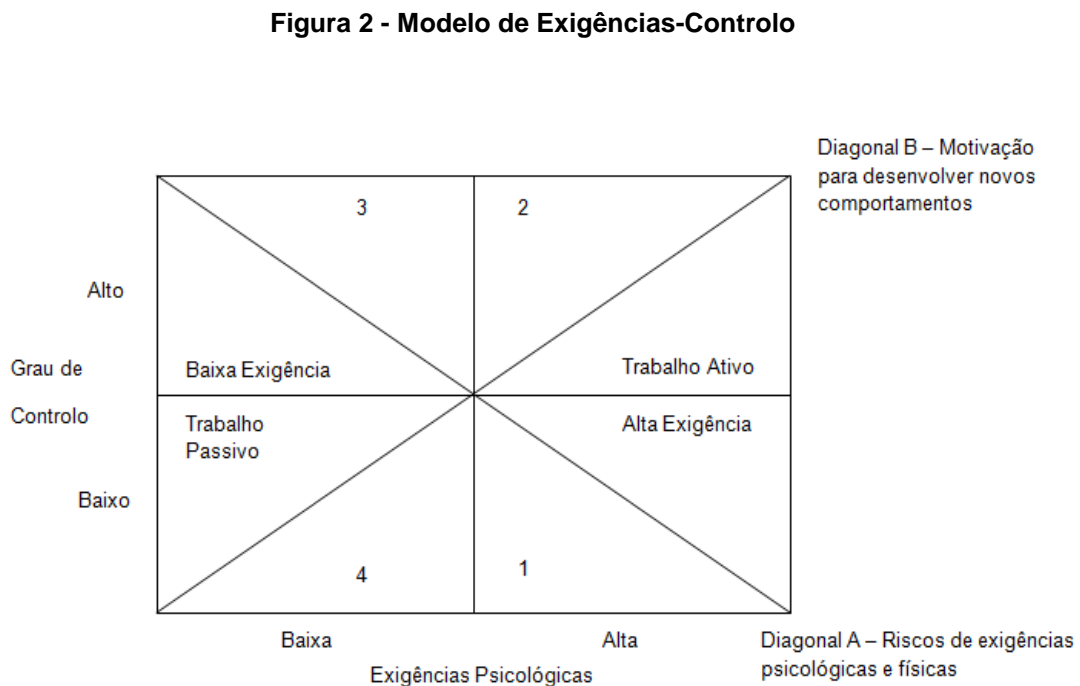 Figura 2 - Modelo de Exigências-Controlo
Diagonal B – Motivação
para desenvolver novos
comportamentos
3
2
Alto
Grau de
Controlo
Baixa Exigência
Trabalho Ativo
Trabalho
Passivo
Alta Exigência
Baixo
4
1
Baixa
Alta
Exigências Psicológicas
Diagonal A – Riscos de exigências
psicológicas e físicas